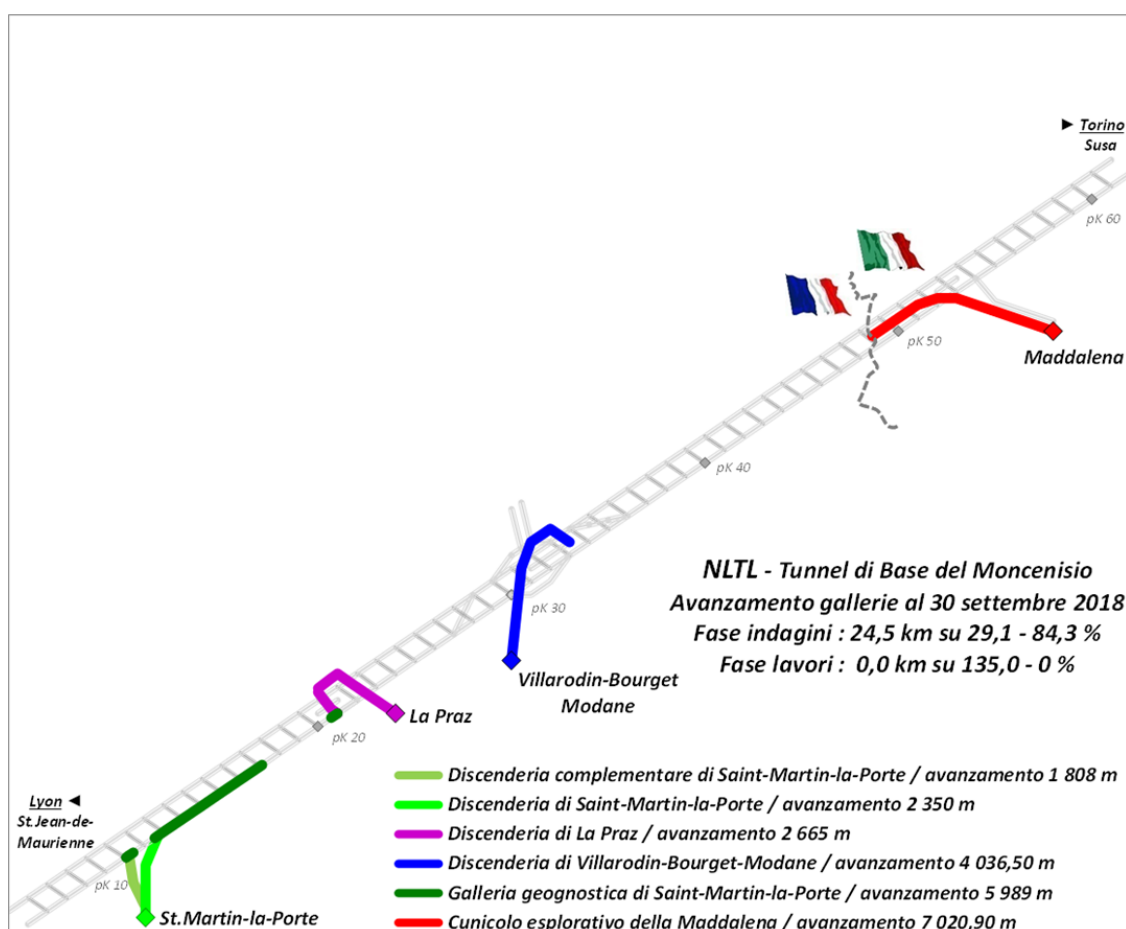 ► Torino
Susa
pK 60
pK 50
Maddalena
pK 40
NLTL - Tunnel di Base del Moncenisio
Avanzamento gallerie al 30 settembre 2018
Fase indagini : 24,5 km su 29,1 - 84,3 %
Fase lavori : 0,0 km su 135,0 - 0 %
pK 30
Villarodin-Bourget
Modane
La Praz
pK 20
Lyon ◄
St.Jean-de-
Maurienne
pK 10
St.Martin-la-Porte
Discenderia complementare di Saint-Martin-la-Porte / avanzamento 1 808 m
Discenderia di Saint-Martin-la-Porte / avanzamento 2 350 m
Discenderia di La Praz / avanzamento 2 665 m
Discenderia di Villarodin-Bourget-Modane / avanzamento 4 036,50 m
Galleria geognostica di Saint-Martin-la-Porte / avanzamento 5 989 m
Cunicolo esplorativo della Maddalena / avanzamento 7 020,90 m